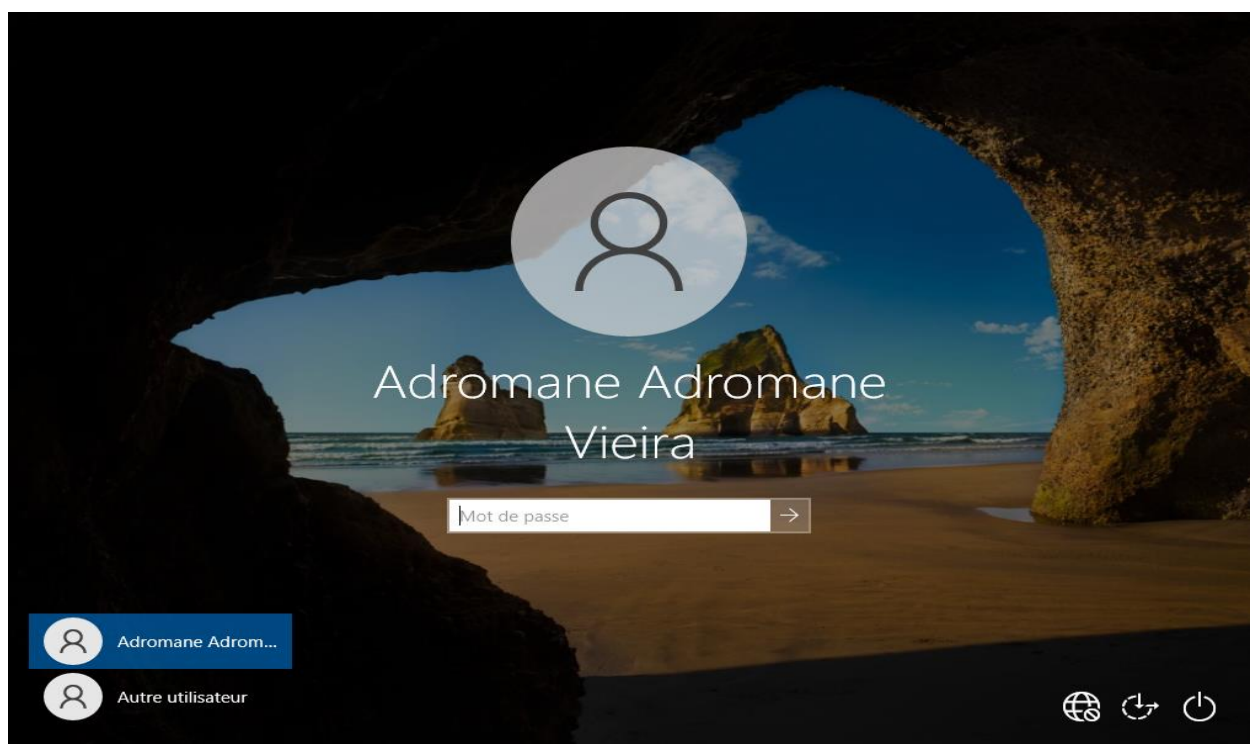 Adromane Adromane
Vieira
Mot de passe
Adromane Adrom...
Autre utilisateur